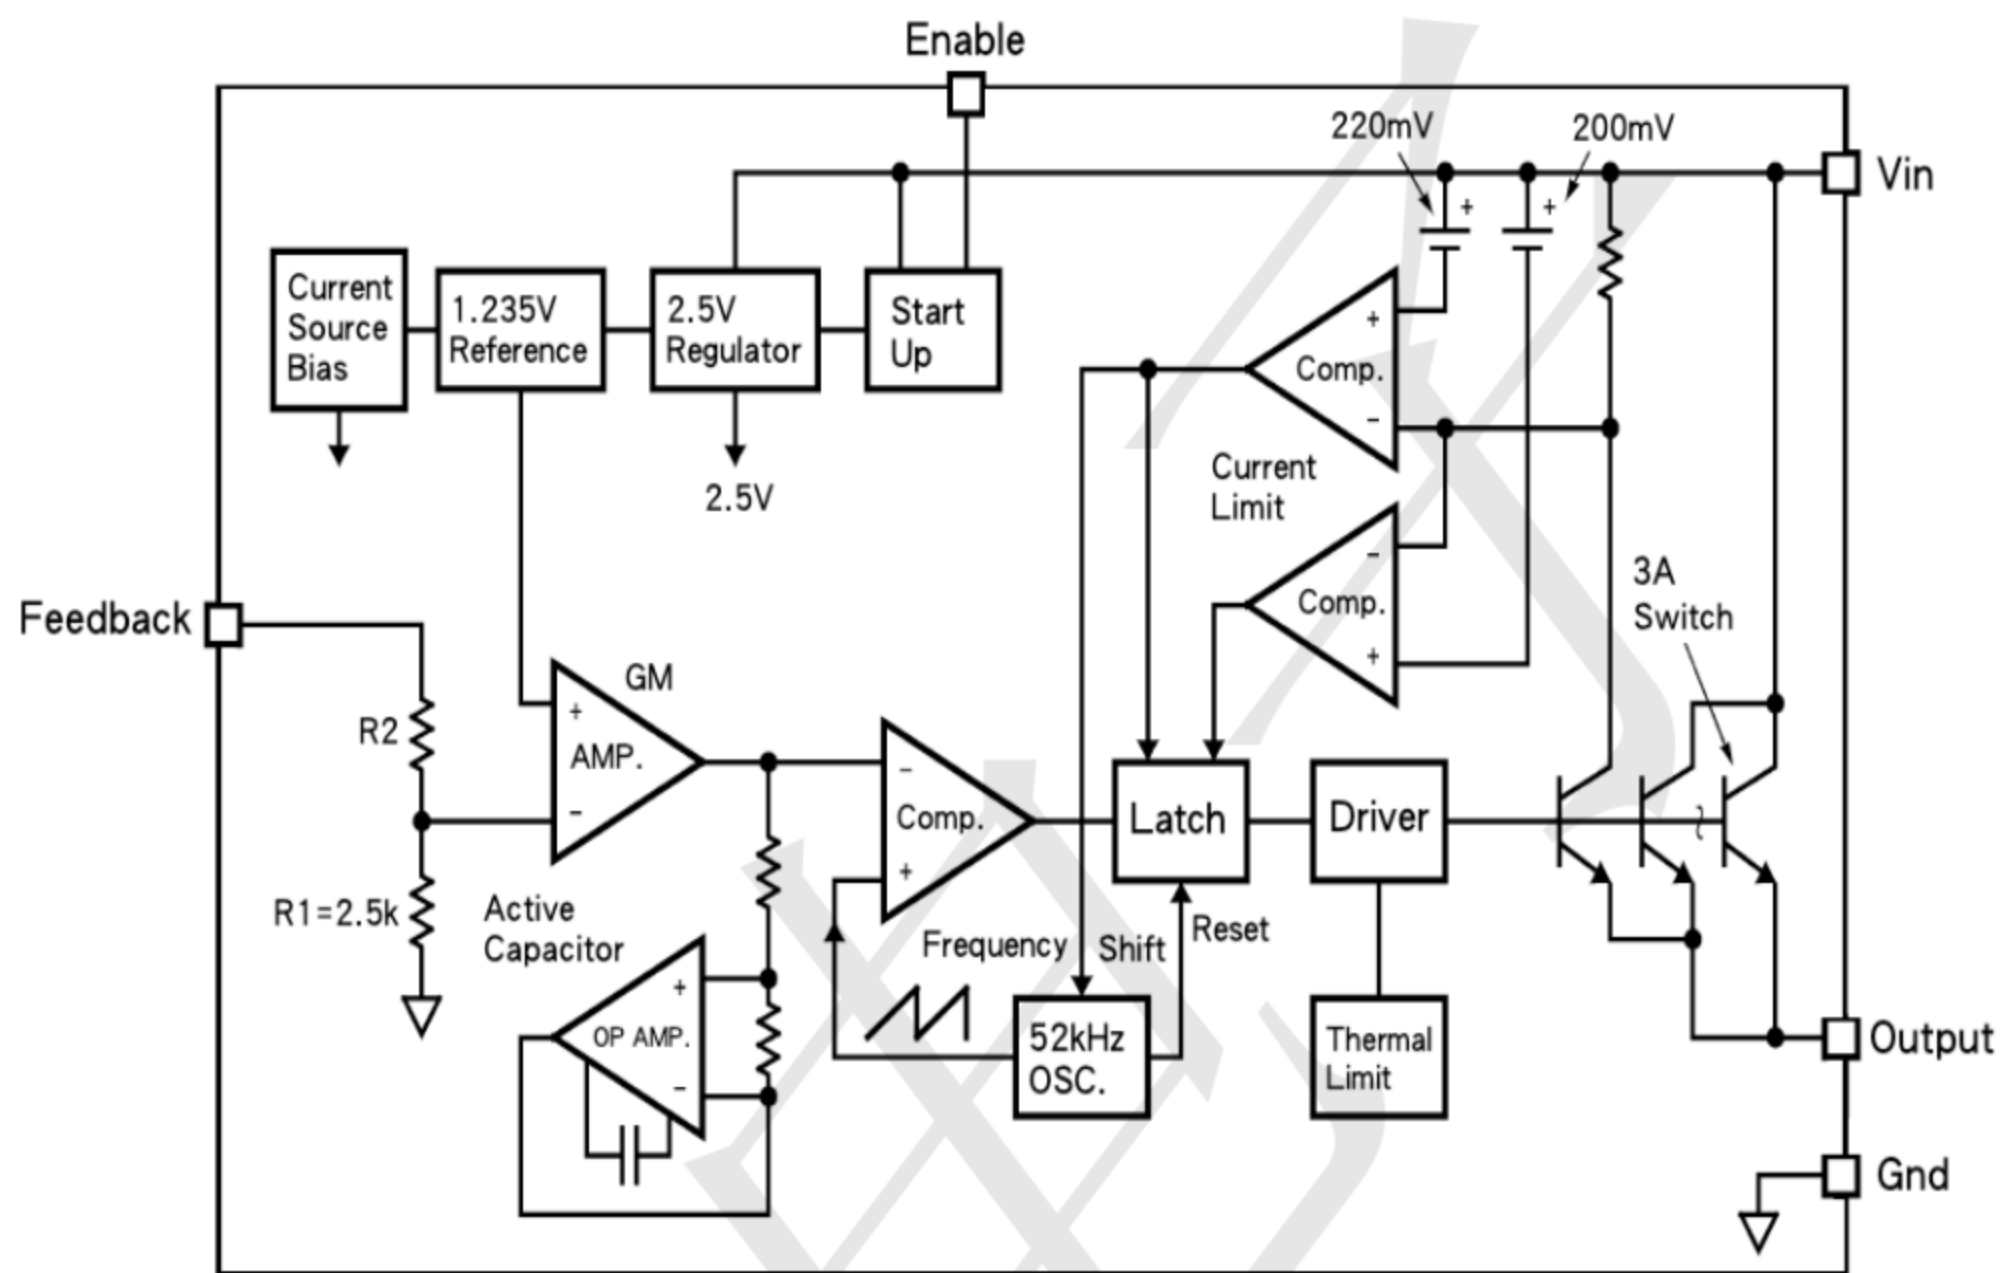 Enable
220mV
200mV
Vin
Current
Source
Bias
1.235V
Reference
2.5V
Regulator
Start
Up
+
+
+
Comp.
−
2.5V
Current
Limit
−
Comp.
+
3A
Switch
Feedback
GM
R2
+
AMP.
−
−
Comp.
+
Latch
Driver
R1=2.5k
Active
Capacitor
Frequency
Shift
Reset
+
OP AMP.
−
52kHz
OSC.
Thermal
Limit
Output
Gnd